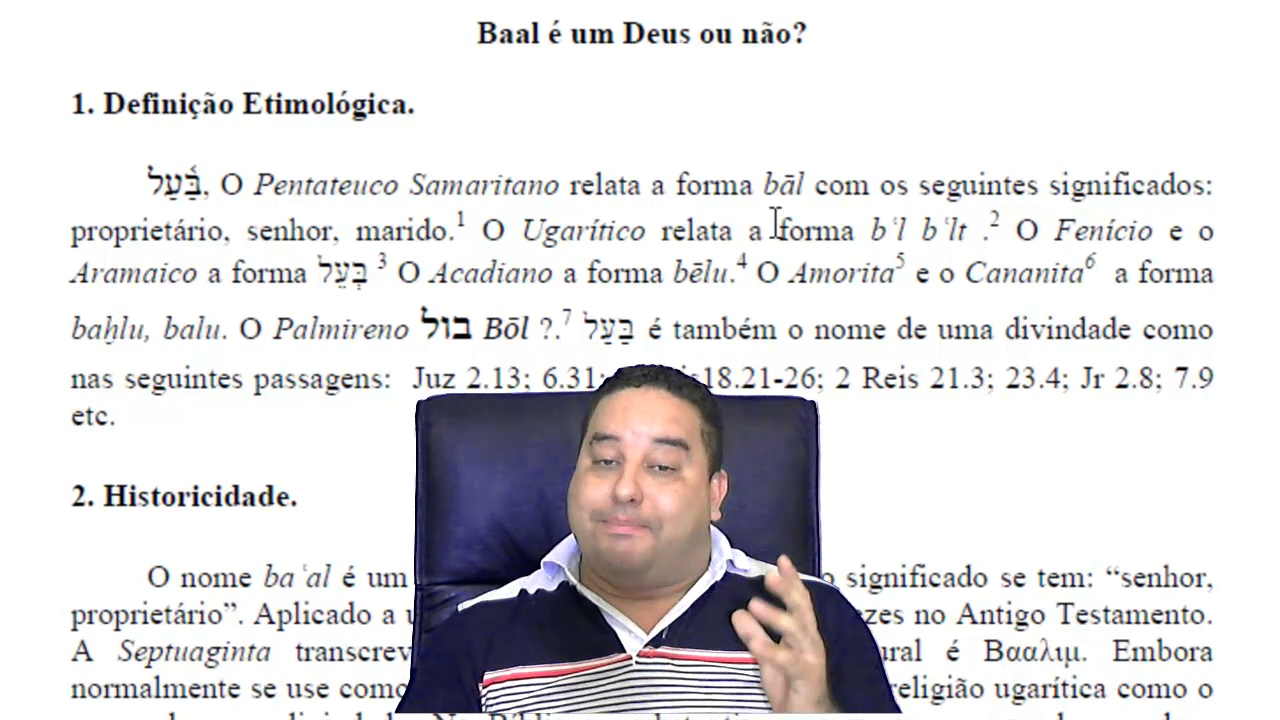 Baal é um Deus ou não?
1. Definição Etimológica.
בַּ֫עַל, O Pentateuco Samaritano relata a forma bāl com os seguintes significados:
proprietário, senhor, marido.¹ O Ugarítico relata a forma bʿl bʿlt .² O Fenício e o
Aramaico a forma בְּעֵל ³ O Acadiano a forma bēlu.⁴ O Amorita⁵ e o Cananita⁶ a forma
baḫlu, balu. O Palmireno בול Bōl ?.⁷ בַּעַל é também o nome de uma divindade como
nas seguintes passagens: Juz 2.13; 6.31; 18.21-26; 2 Reis 21.3; 23.4; Jr 2.8; 7.9
etc.
2. Historicidade.
O nome baʿal é um significado se tem: “senhor,
proprietário”. Aplicado a no Antigo Testamento.
A Septuaginta é Βααλιμ. Embora
normalmente se use religião ugarítica como o